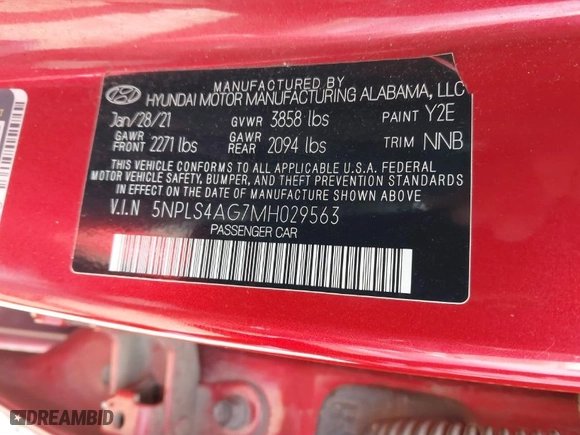 MANUFACTURED BY
HYUNDAI MOTOR MANUFACTURING ALABAMA, LLC
Jan/28/21 GVWR 3858 lbs PAINT Y2E
GAWR FRONT 2271 lbs GAWR REAR 2094 lbs TRIM NNB
THIS VEHICLE CONFORMS TO ALL APPLICABLE U.S.A. FEDERAL
MOTOR VEHICLE SAFETY, BUMPER, AND THEFT PREVENTION STANDARDS
IN EFFECT ON THE DATE OF MANUFACTURE SHOWN ABOVE
V.I.N 5NPLS4AG7MH029563
PASSENGER CAR
DREAMBID